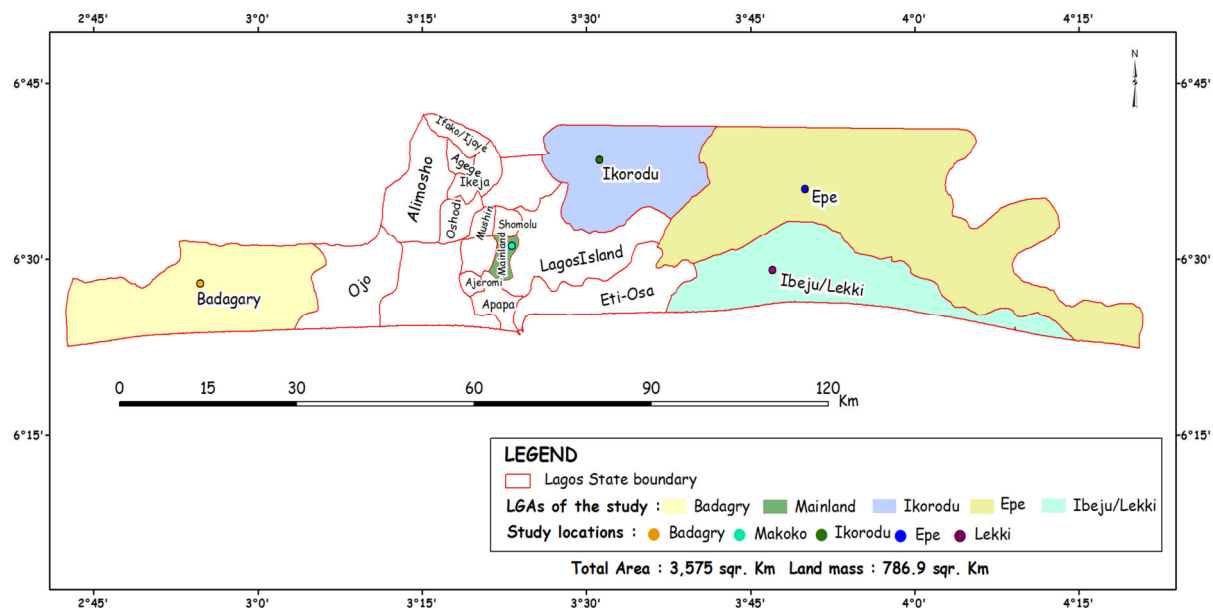 2°45' 3°0' 3°15' 3°30' 3°45' 4°0' 4°15'
N
6°45' 6°45'
Ifako/Ijaye
Agege
Ikeja
Alimosho
Oshodi
Mushin
Shomolu
Mainland
Ikorodu
Epe
LagosIsland
6°30' 6°30'
Badagary
Ojo
Ajeromi
Apapa
Eti-Osa
Ibeju/Lekki
0 15 30 60 90 120
Km
6°15' 6°15'
LEGEND
Lagos State boundary
LGAs of the study : Badagry Mainland Ikorodu Epe Ibeju/Lekki
Study locations : Badagry Makoko Ikorodu Epe Lekki
Total Area : 3,575 sqr. Km Land mass : 786.9 sqr. Km
2°45' 3°0' 3°15' 3°30' 3°45' 4°0' 4°15'